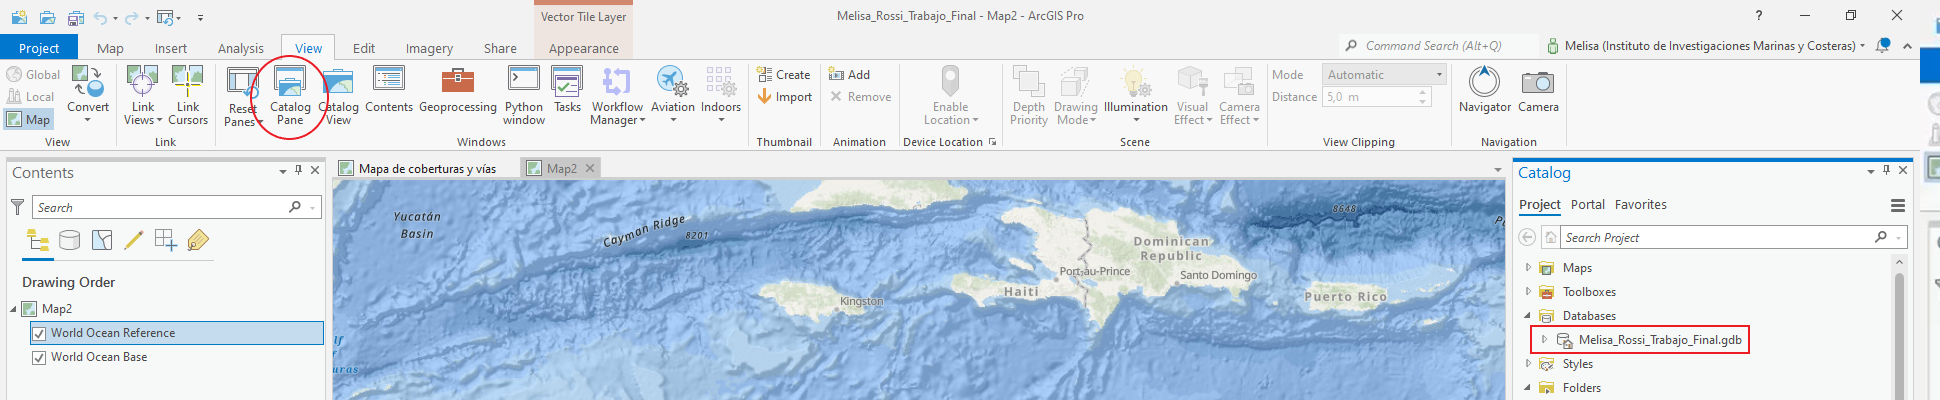 Vector Tile Layer
Melisa_Rossi_Trabajo_Final - Map2 - ArcGIS Pro
?
Project Map Insert Analysis View Edit Imagery Share Appearance
Command Search (Alt+Q)
Melisa (Instituto de Investigaciones Marinas y Costeras)
Global
Local
Map
Convert
View
Link Views
Link Cursors
Link
Reset Panes
Catalog Pane
Catalog View
Contents
Geoprocessing
Python window
Tasks
Workflow Manager
Aviation
Indoors
Windows
Create
Import
Thumbnail
Add
Remove
Animation
Enable Location
Device Location
Depth Priority
Drawing Mode
Illumination
Visual Effect
Camera Effect
Scene
Mode Automatic
Distance 5,0 m
View Clipping
Navigator
Camera
Navigation
Contents
Search
Drawing Order
Map2
World Ocean Reference
World Ocean Base
Mapa de coberturas y vías
Map2
Yucatán
Basin
Cayman Ridge
8201
Kingston
Haiti
Port-au-Prince
Dominican
Republic
Santo Domingo
8648
Puerto Rico
Catalog
Project Portal Favorites
Search Project
Maps
Toolboxes
Databases
Melisa_Rossi_Trabajo_Final.gdb
Styles
Folders